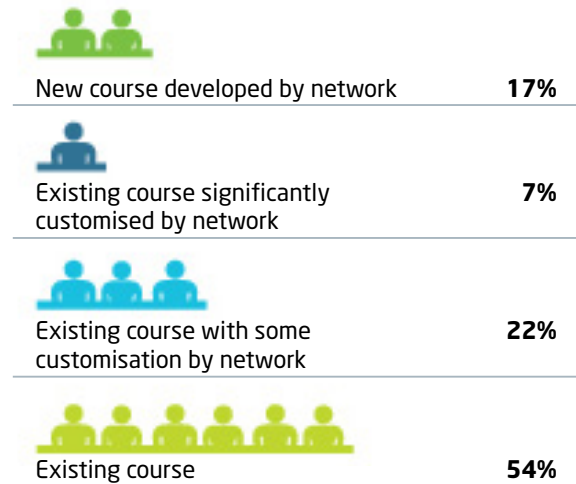 New course developed by network 17%
Existing course significantly 7%
customised by network
Existing course with some 22%
customisation by network
Existing course 54%